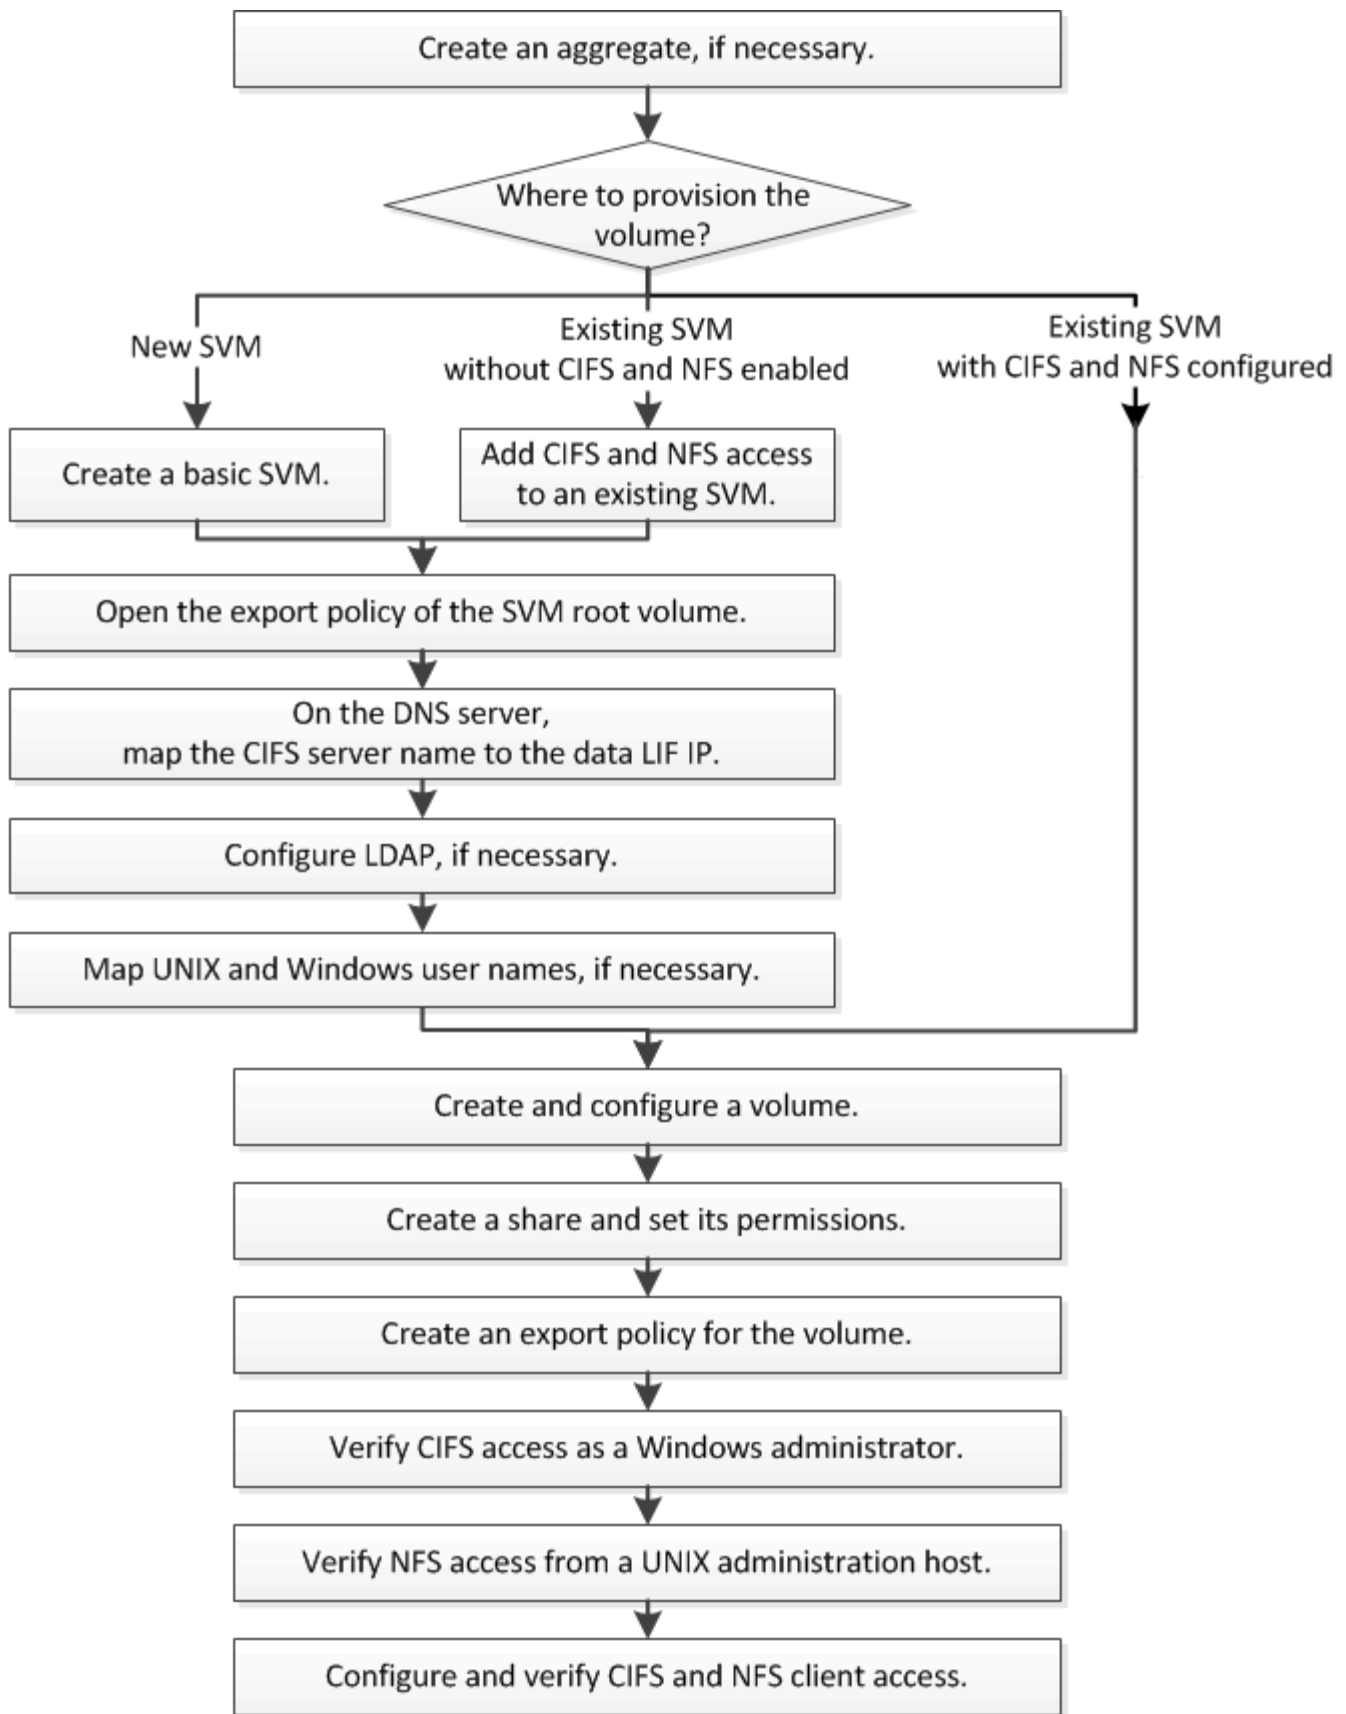 Create an aggregate, if necessary.
Where to provision the
volume?
New SVM
Existing SVM
without CIFS and NFS enabled
Existing SVM
with CIFS and NFS configured
Create a basic SVM.
Add CIFS and NFS access
to an existing SVM.
Open the export policy of the SVM root volume.
On the DNS server,
map the CIFS server name to the data LIF IP.
Configure LDAP, if necessary.
Map UNIX and Windows user names, if necessary.
Create and configure a volume.
Create a share and set its permissions.
Create an export policy for the volume.
Verify CIFS access as a Windows administrator.
Verify NFS access from a UNIX administration host.
Configure and verify CIFS and NFS client access.